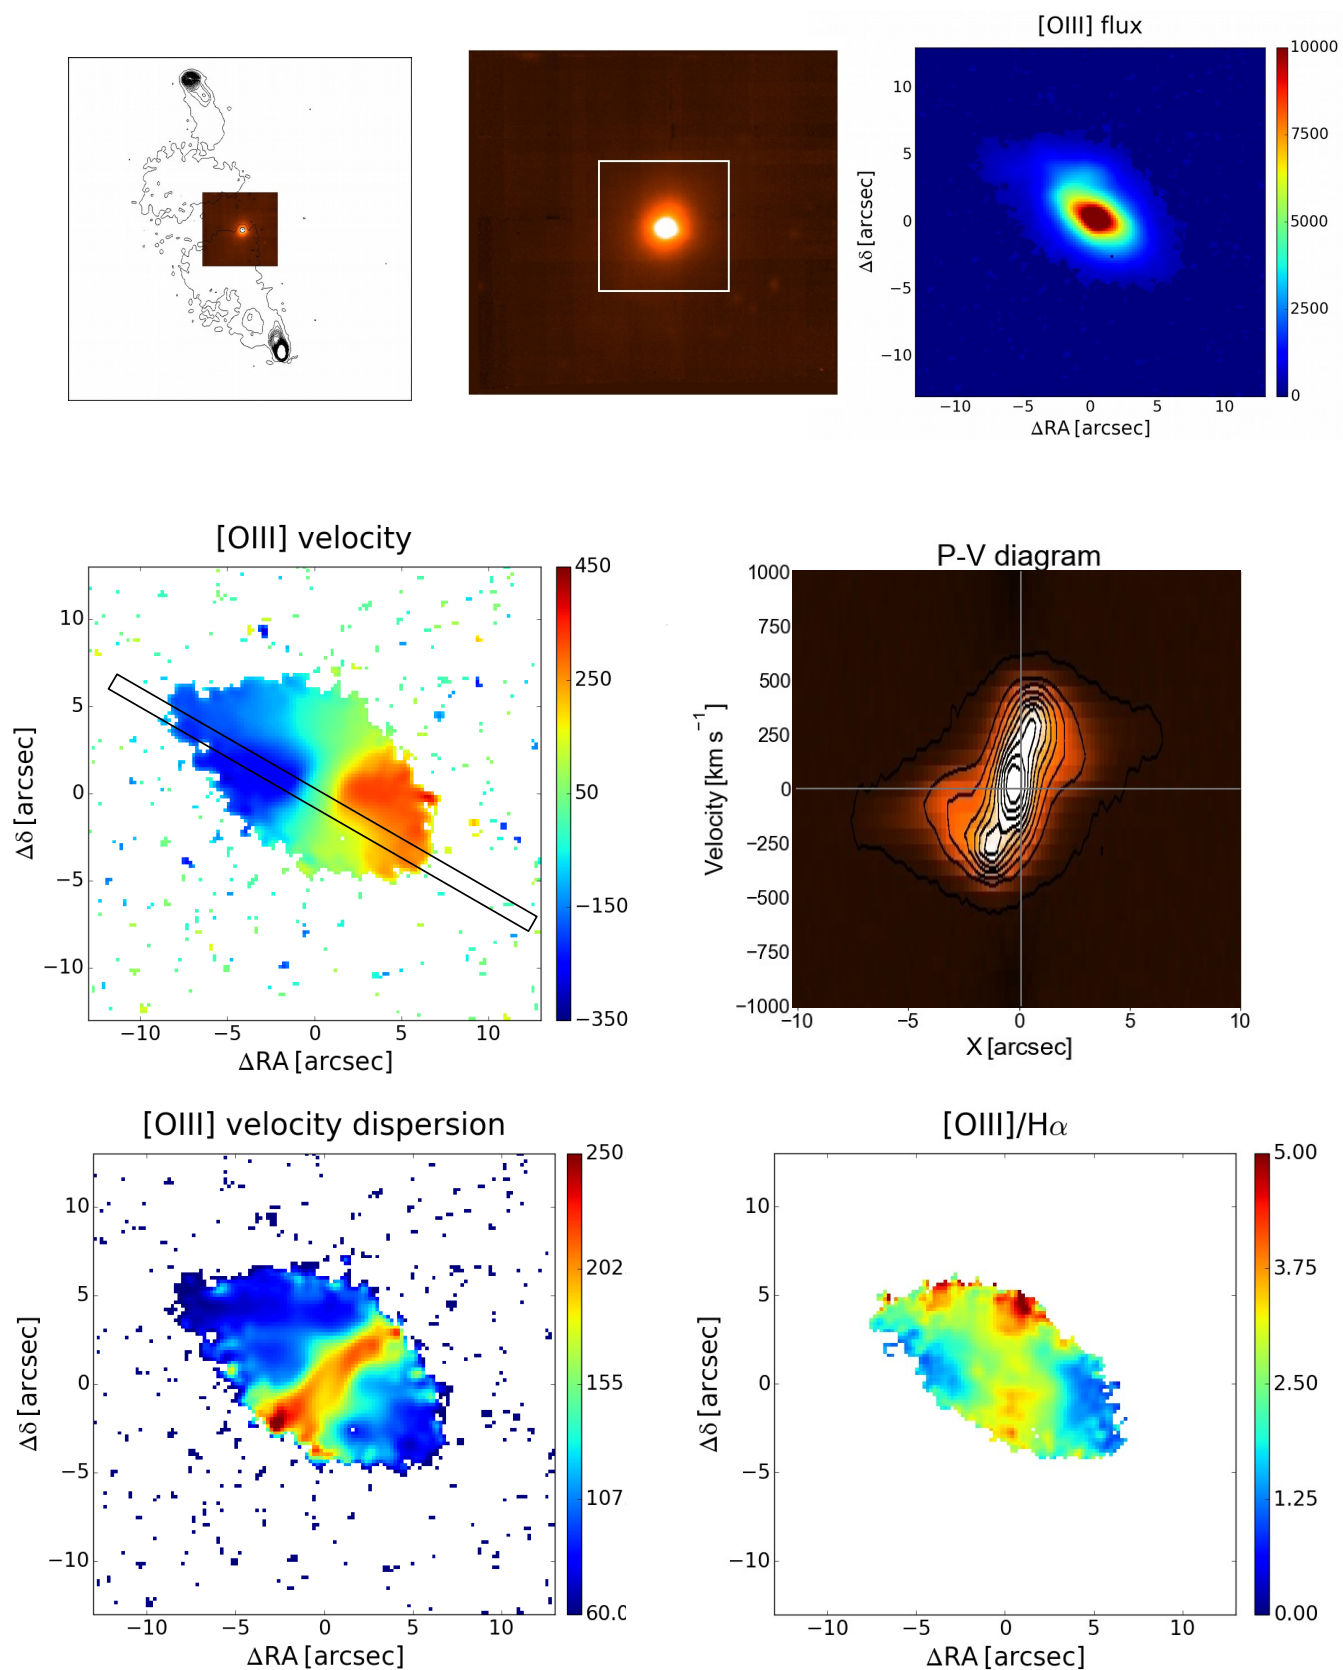 [OIII] flux
10
5
0
−5
−10
Δδ [arcsec]
−10 −5 0 5 10
ΔRA [arcsec]
10000
7500
5000
2500
0
[OIII] velocity
10
5
0
−5
−10
Δδ [arcsec]
−10 −5 0 5 10
ΔRA [arcsec]
450
250
50
−150
−350
P-V diagram
1000
750
500
250
0
−250
−500
−750
−1000
Velocity [km s⁻¹]
−10 −5 0 5 10
X [arcsec]
[OIII] velocity dispersion
10
5
0
−5
−10
Δδ [arcsec]
−10 −5 0 5 10
ΔRA [arcsec]
250
202
155
107
60.0
[OIII]/Hα
10
5
0
−5
−10
Δδ [arcsec]
−10 −5 0 5 10
ΔRA [arcsec]
5.00
3.75
2.50
1.25
0.00